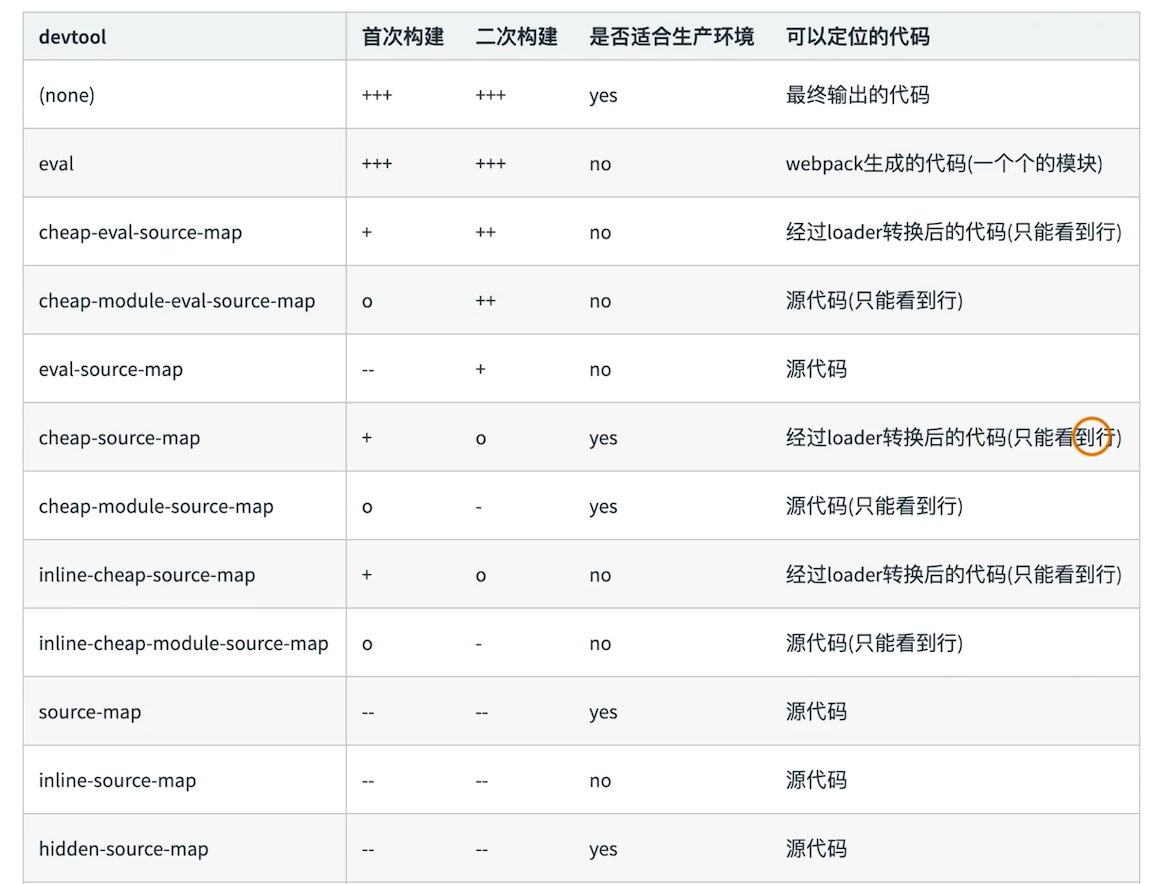 devtool 首次构建 二次构建 是否适合生产环境 可以定位的代码
(none) +++ +++ yes 最终输出的代码
eval +++ +++ no webpack生成的代码(一个个的模块)
cheap-eval-source-map + ++ no 经过loader转换后的代码(只能看到行)
cheap-module-eval-source-map o ++ no 源代码(只能看到行)
eval-source-map -- + no 源代码
cheap-source-map + o yes 经过loader转换后的代码(只能看到行)
cheap-module-source-map o - yes 源代码(只能看到行)
inline-cheap-source-map + o no 经过loader转换后的代码(只能看到行)
inline-cheap-module-source-map o - no 源代码(只能看到行)
source-map -- -- yes 源代码
inline-source-map -- -- no 源代码
hidden-source-map -- -- yes 源代码